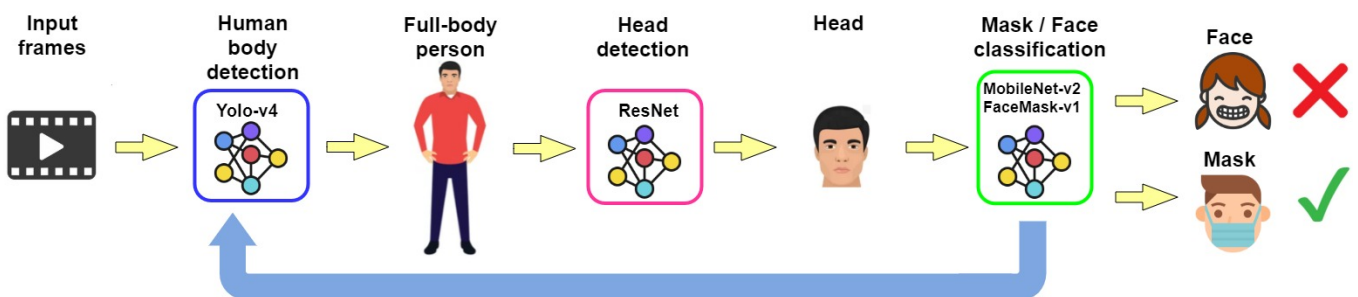 Input
frames
Human
body
detection
Yolo-v4
Full-body
person
Head
detection
ResNet
Head
Mask / Face
classification
MobileNet-v2
FaceMask-v1
Face
Mask